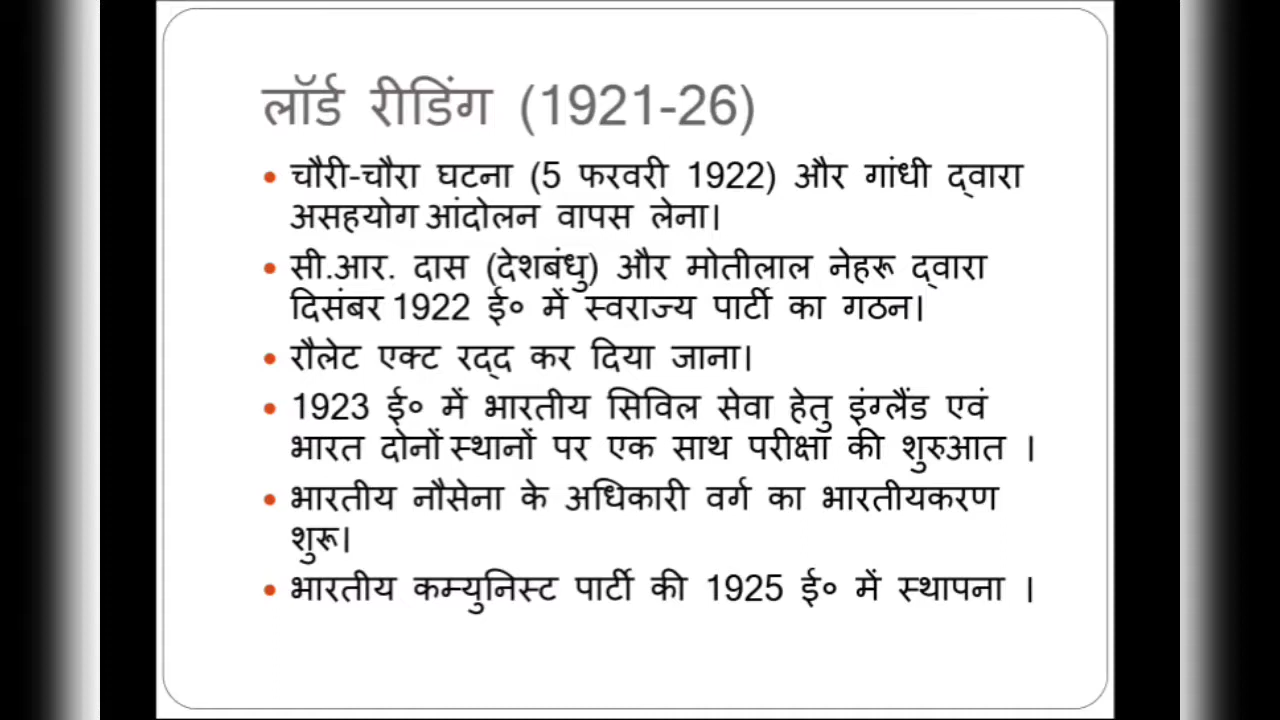 लॉर्ड रीडिंग (1921-26)
चौरी-चौरा घटना (5 फरवरी 1922) और गांधी द्वारा
असहयोग आंदोलन वापस लेना।
सी.आर. दास (देशबंधु) और मोतीलाल नेहरू द्वारा
दिसंबर 1922 ई० में स्वराज्य पार्टी का गठन।
रौलेट एक्ट रद्द कर दिया जाना।
1923 ई० में भारतीय सिविल सेवा हेतु इंग्लैंड एवं
भारत दोनों स्थानों पर एक साथ परीक्षा की शुरुआत ।
भारतीय नौसेना के अधिकारी वर्ग का भारतीयकरण
शुरू।
भारतीय कम्युनिस्ट पार्टी की 1925 ई० में स्थापना ।